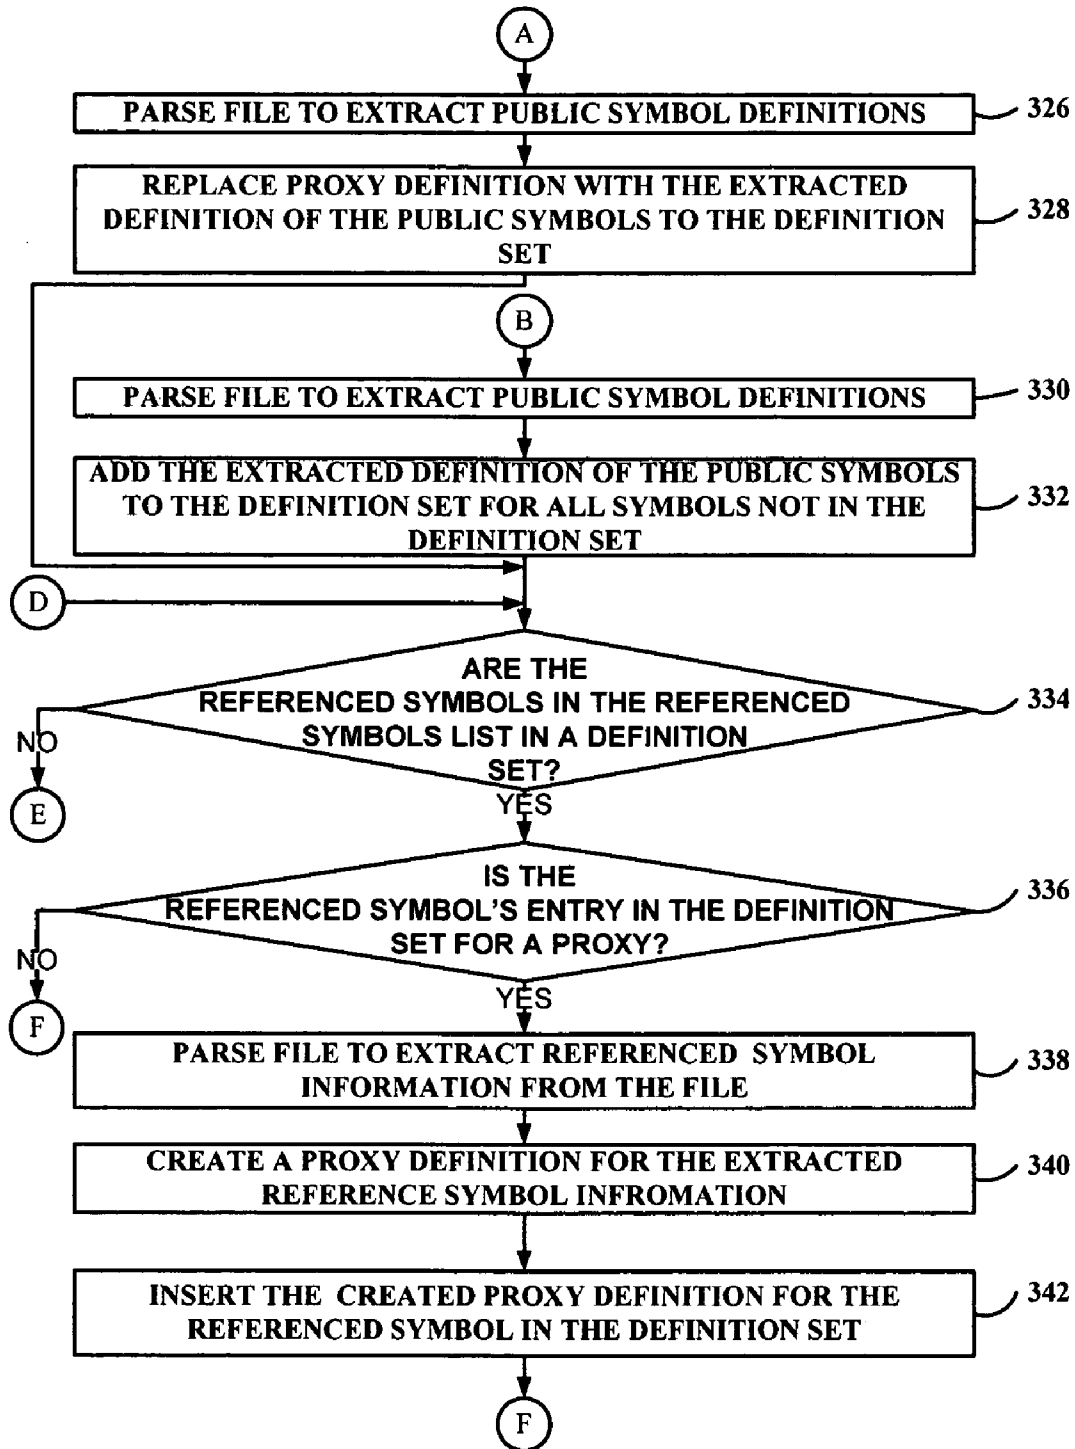 A
PARSE FILE TO EXTRACT PUBLIC SYMBOL DEFINITIONS
326
REPLACE PROXY DEFINITION WITH THE EXTRACTED
DEFINITION OF THE PUBLIC SYMBOLS TO THE DEFINITION
SET
328
B
PARSE FILE TO EXTRACT PUBLIC SYMBOL DEFINITIONS
330
ADD THE EXTRACTED DEFINITION OF THE PUBLIC SYMBOLS
TO THE DEFINITION SET FOR ALL SYMBOLS NOT IN THE
DEFINITION SET
332
D
ARE THE
REFERENCED SYMBOLS IN THE REFERENCED
SYMBOLS LIST IN A DEFINITION
SET?
334
NO
E
YES
IS THE
REFERENCED SYMBOL'S ENTRY IN THE DEFINITION
SET FOR A PROXY?
336
NO
F
YES
PARSE FILE TO EXTRACT REFERENCED SYMBOL
INFORMATION FROM THE FILE
338
CREATE A PROXY DEFINITION FOR THE EXTRACTED
REFERENCE SYMBOL INFROMATION
340
INSERT THE CREATED PROXY DEFINITION FOR THE
REFERENCED SYMBOL IN THE DEFINITION SET
342
F